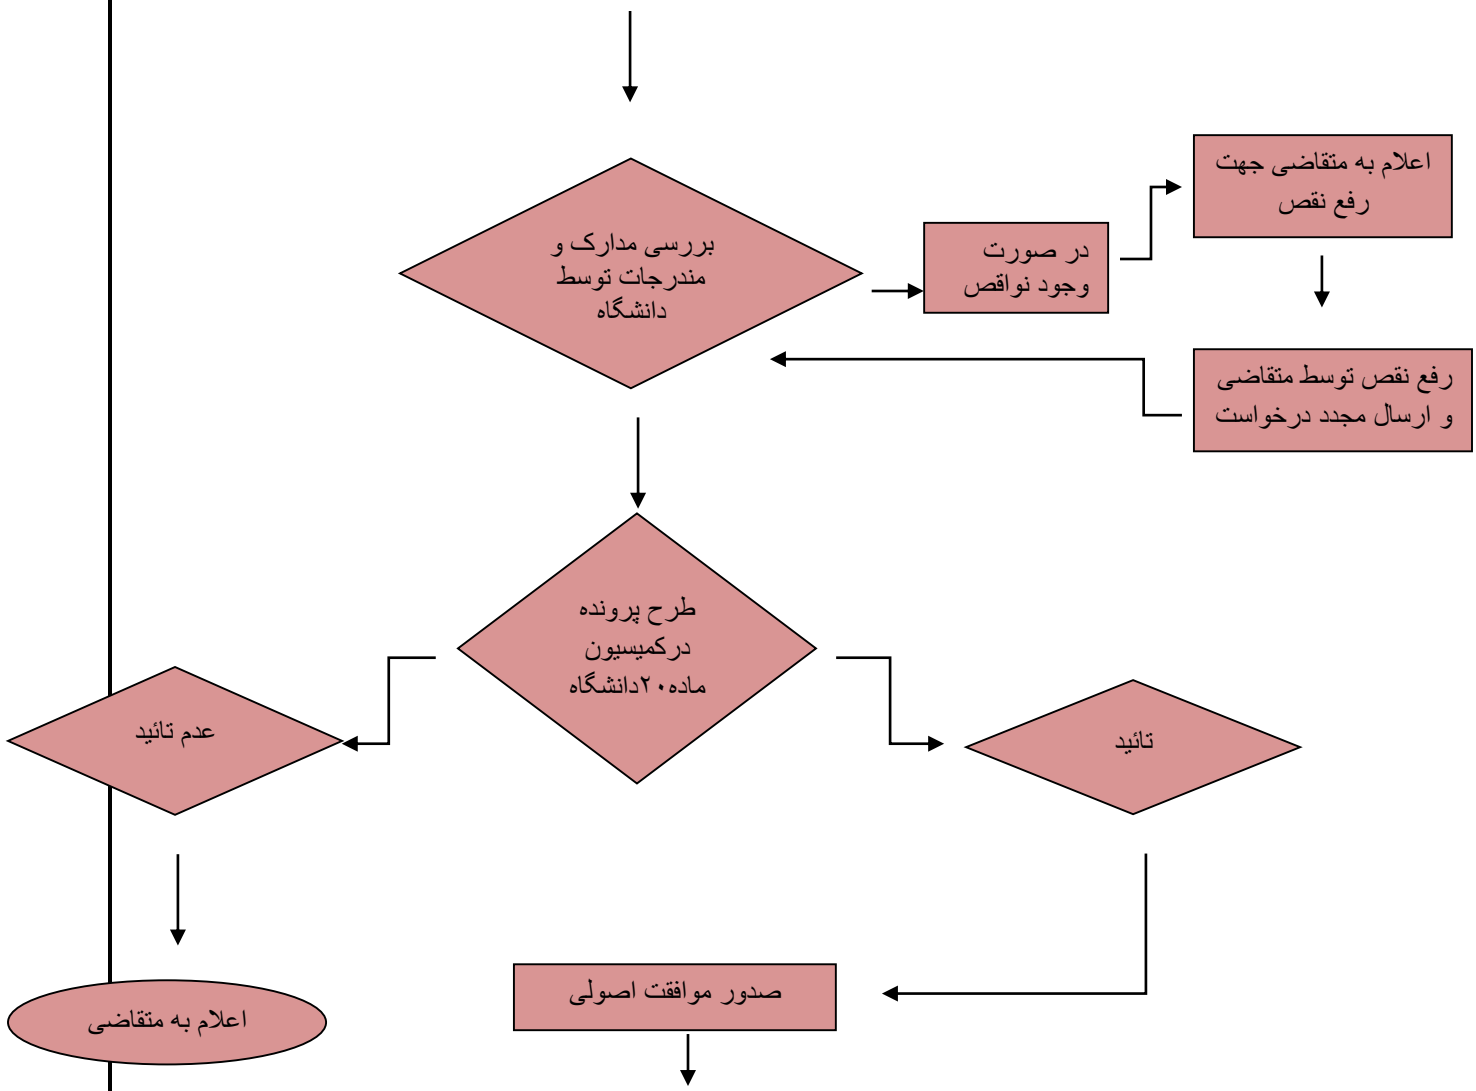 اعلام به متقاضی جهت
رفع نقص
بررسی مدارک و
مندرجات توسط
دانشگاه
در صورت
وجود نواقص
رفع نقص توسط متقاضی
و ارسال مجدد درخواست
طرح پرونده
درکمیسیون
ماده۲۰دانشگاه
تائید
عدم تائید
صدور موافقت اصولی
اعلام به متقاضی